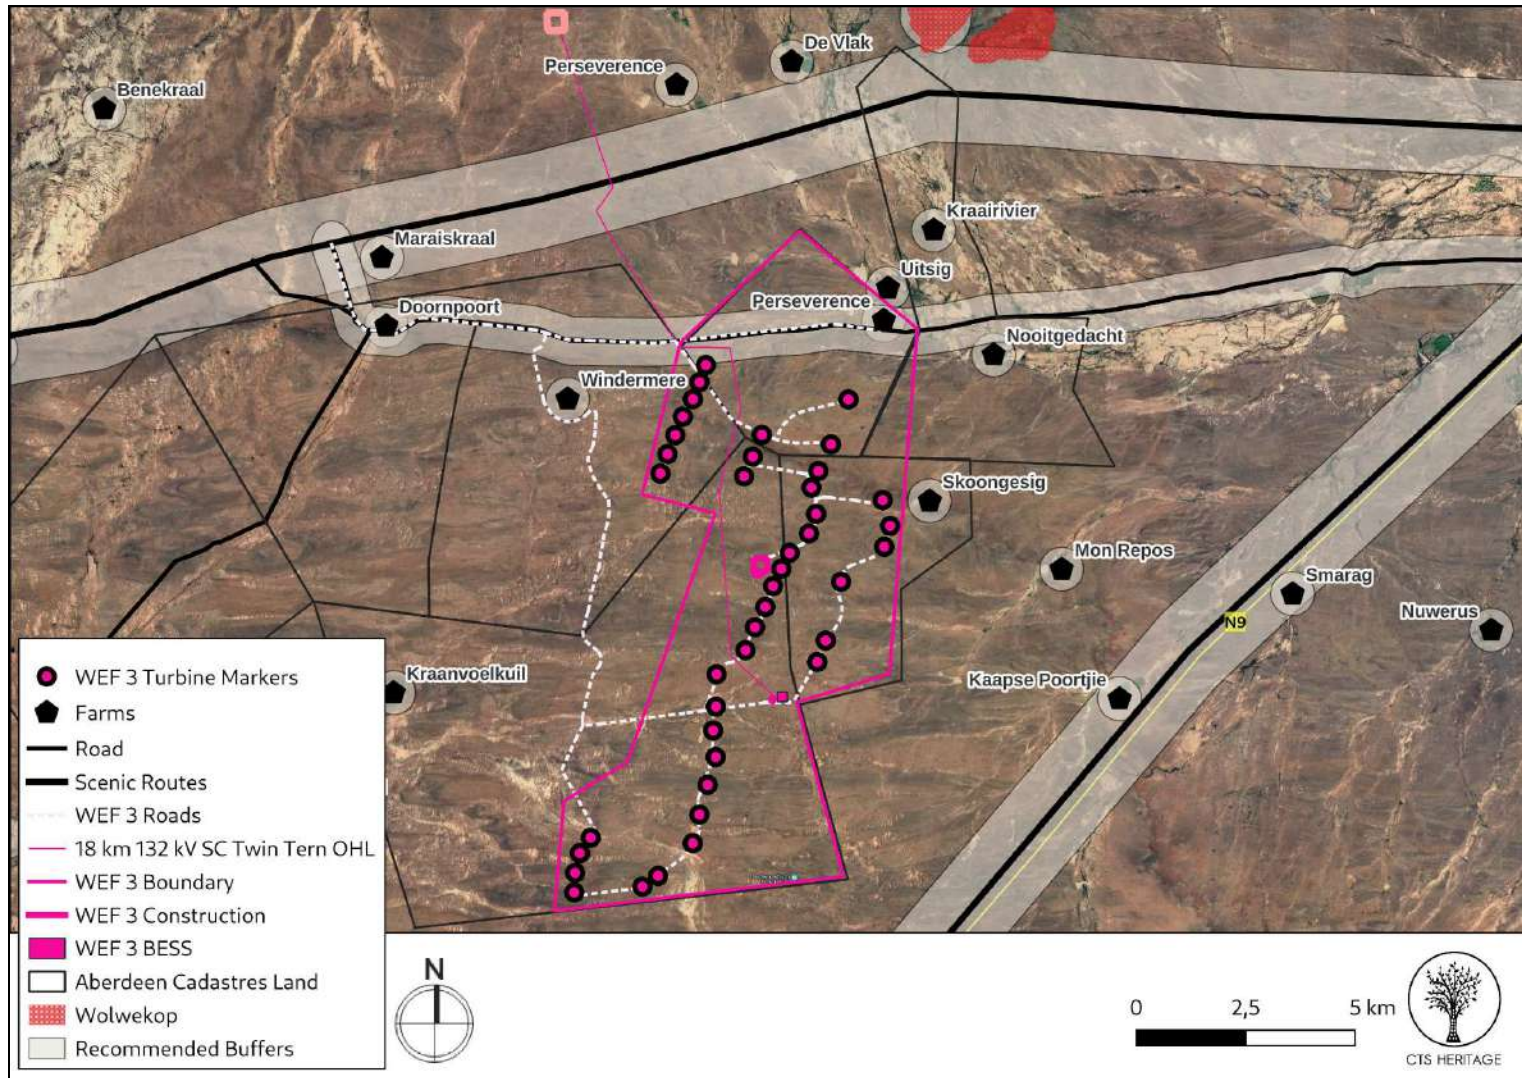 De Vlak
Perseverence
Benekraal
Kraairivier
Maraiskraal
Uitsig
Perseverence
Doornpoort
Nooitgedacht
Windermere
Skoongesig
Mon Repos
Smarag
Nuwerus
N9
Kraanvoelkuil
Kaapse Poortjie
WEF 3 Turbine Markers
Farms
Road
Scenic Routes
WEF 3 Roads
18 km 132 kV SC Twin Tern OHL
WEF 3 Boundary
WEF 3 Construction
WEF 3 BESS
Aberdeen Cadastres Land
Wolwekop
Recommended Buffers
N
0 2,5 5 km
CTS HERITAGE